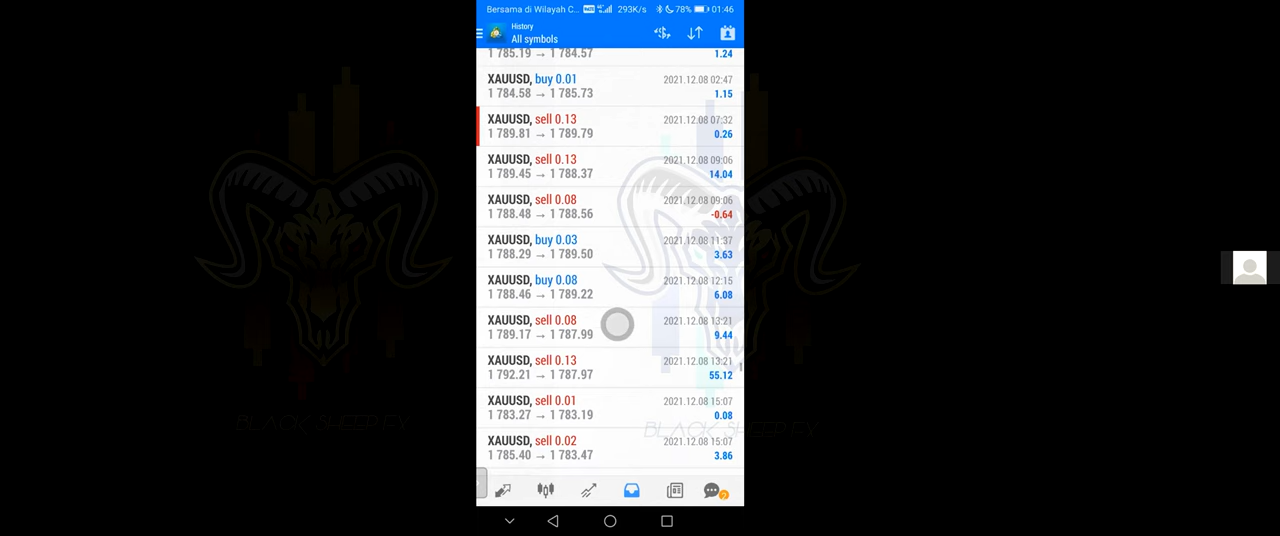 Bersama di Wilayah C... 293K/s 78% 01:46
History
All symbols
1 785.19 → 1 784.57 1.24
XAUUSD, buy 0.01 2021.12.08 02:47
1 784.58 → 1 785.73 1.15
XAUUSD, sell 0.13 2021.12.08 07:32
1 789.81 → 1 789.79 0.26
XAUUSD, sell 0.13 2021.12.08 09:06
1 789.45 → 1 788.37 14.04
XAUUSD, sell 0.08 2021.12.08 09:06
1 788.48 → 1 788.56 -0.64
XAUUSD, buy 0.03 2021.12.08 11:37
1 788.29 → 1 789.50 3.63
XAUUSD, buy 0.08 2021.12.08 12:15
1 788.46 → 1 789.22 6.08
XAUUSD, sell 0.08 2021.12.08 13:21
1 789.17 → 1 787.99 9.44
XAUUSD, sell 0.13 2021.12.08 13:21
1 792.21 → 1 787.97 55.12
XAUUSD, sell 0.01 2021.12.08 15:07
1 783.27 → 1 783.19 0.08
BLACK SHEEP FX BLACK SHEEP FX
XAUUSD, sell 0.02 2021.12.08 15:07
1 785.40 → 1 783.47 3.86
2